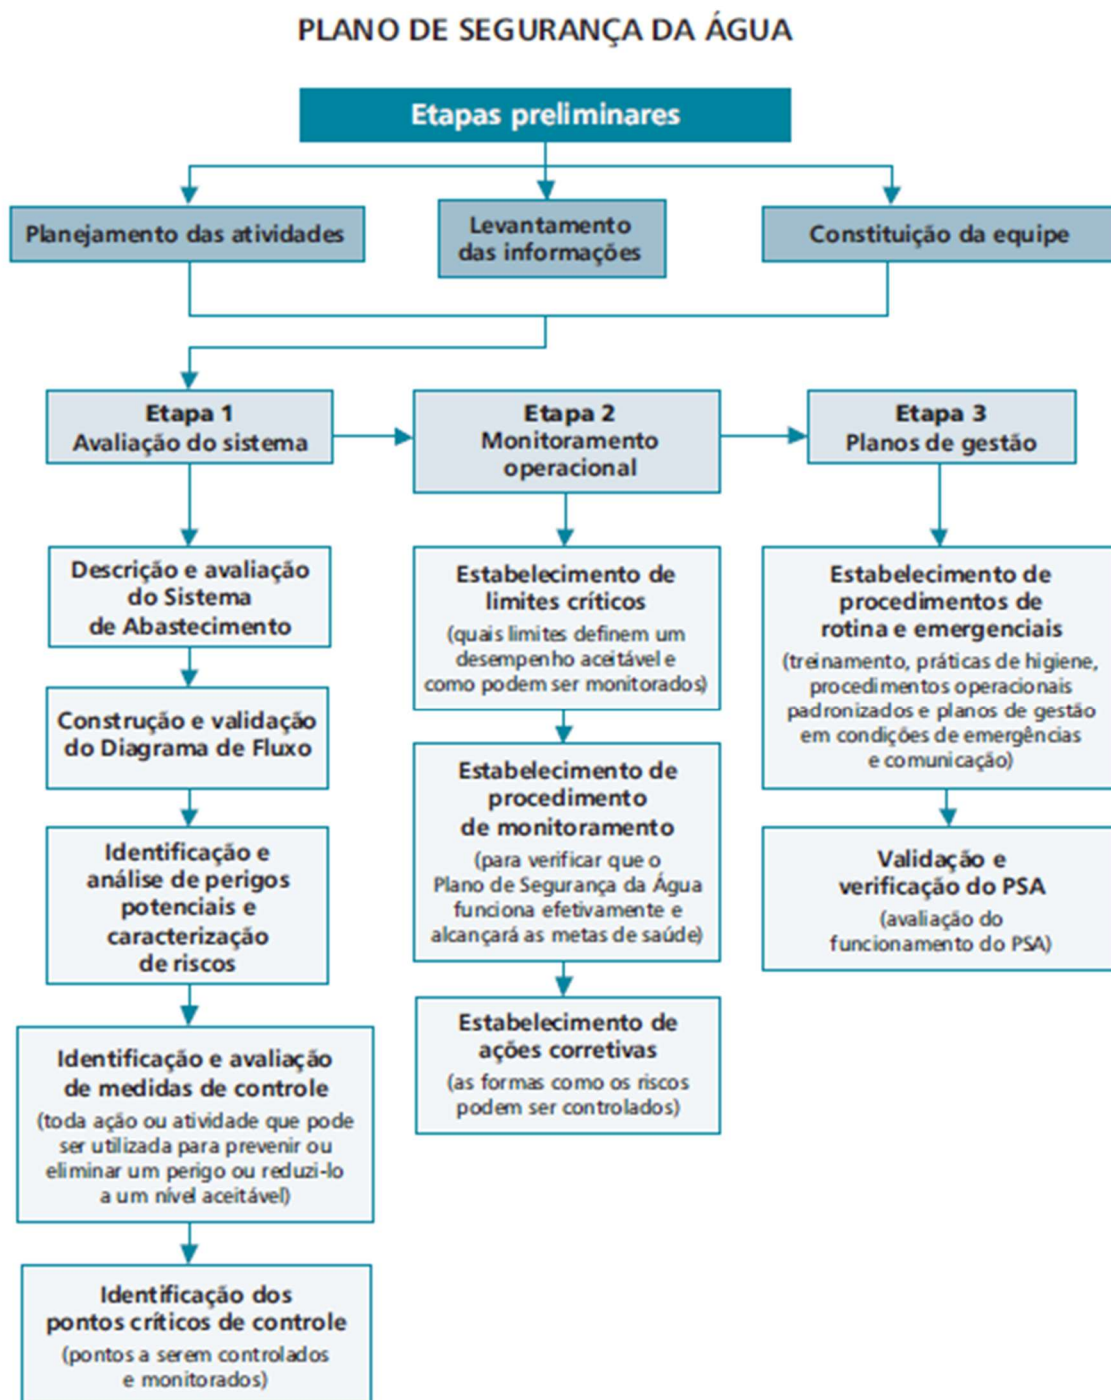 PLANO DE SEGURANÇA DA ÁGUA
Etapas preliminares
Planejamento das atividades
Levantamento
das informações
Constituição da equipe
Etapa 1
Avaliação do sistema
Etapa 2
Monitoramento
operacional
Etapa 3
Planos de gestão
Descrição e avaliação
do Sistema
de Abastecimento
Construção e validação
do Diagrama de Fluxo
Identificação e
análise de perigos
potenciais e
caracterização
de riscos
Identificação e avaliação
de medidas de controle
(toda ação ou atividade que pode
ser utilizada para prevenir ou
eliminar um perigo ou reduzi-lo
a um nível aceitável)
Identificação dos
pontos críticos de controle
(pontos a serem controlados
e monitorados)
Estabelecimento de
limites críticos
(quais limites definem um
desempenho aceitável e
como podem ser monitorados)
Estabelecimento de
procedimento
de monitoramento
(para verificar que o
Plano de Segurança da Água
funciona efetivamente e
alcançará as metas de saúde)
Estabelecimento de
ações corretivas
(as formas como os riscos
podem ser controlados)
Estabelecimento de
procedimentos de
rotina e emergenciais
(treinamento, práticas de higiene,
procedimentos operacionais
padronizados e planos de gestão
em condições de emergências
e comunicação)
Validação e
verificação do PSA
(avaliação do
funcionamento do PSA)